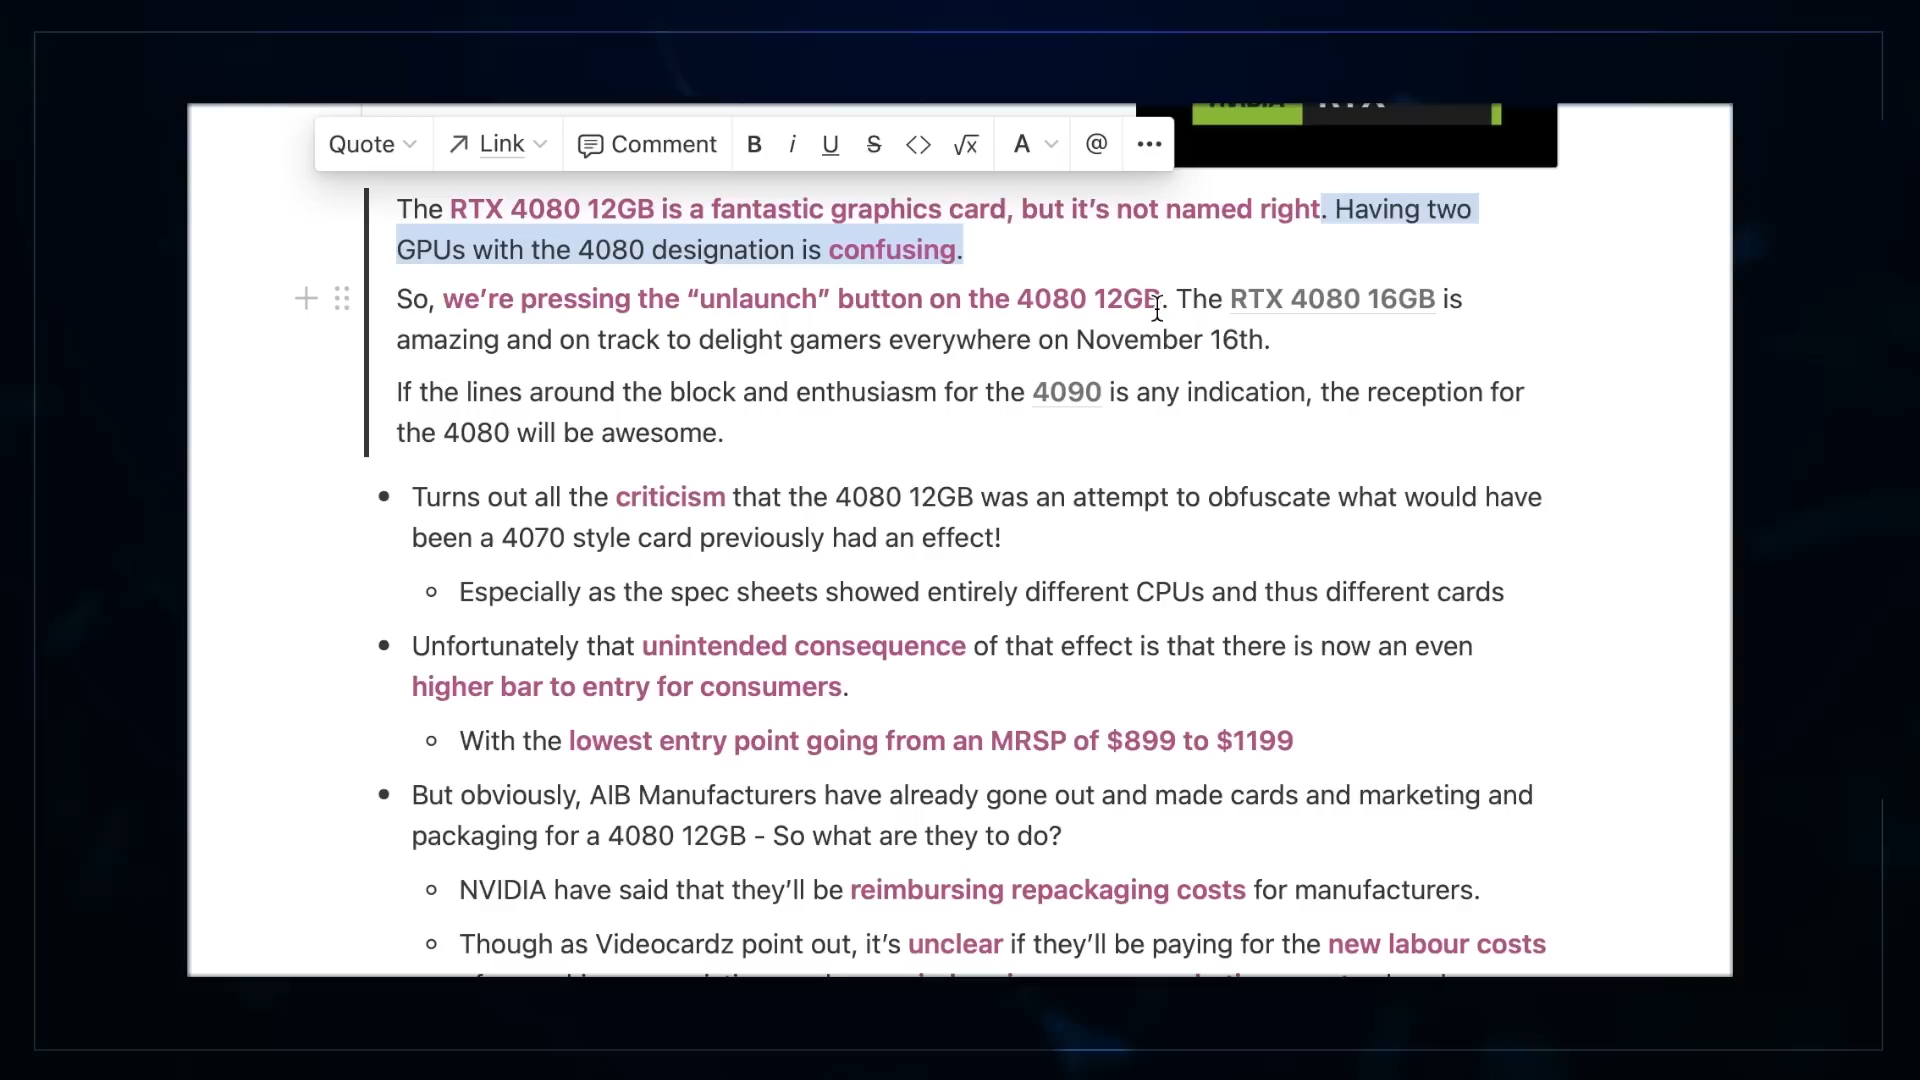 Quote Link Comment B i U S <> √x A @ •••
The RTX 4080 12GB is a fantastic graphics card, but it’s not named right. Having two
GPUs with the 4080 designation is confusing.
So, we’re pressing the “unlaunch” button on the 4080 12GB. The RTX 4080 16GB is
amazing and on track to delight gamers everywhere on November 16th.
If the lines around the block and enthusiasm for the 4090 is any indication, the reception for
the 4080 will be awesome.
• Turns out all the criticism that the 4080 12GB was an attempt to obfuscate what would have
been a 4070 style card previously had an effect!
◦ Especially as the spec sheets showed entirely different CPUs and thus different cards
• Unfortunately that unintended consequence of that effect is that there is now an even
higher bar to entry for consumers.
◦ With the lowest entry point going from an MRSP of $899 to $1199
• But obviously, AIB Manufacturers have already gone out and made cards and marketing and
packaging for a 4080 12GB - So what are they to do?
◦ NVIDIA have said that they’ll be reimbursing repackaging costs for manufacturers.
◦ Though as Videocardz point out, it’s unclear if they’ll be paying for the new labour costs